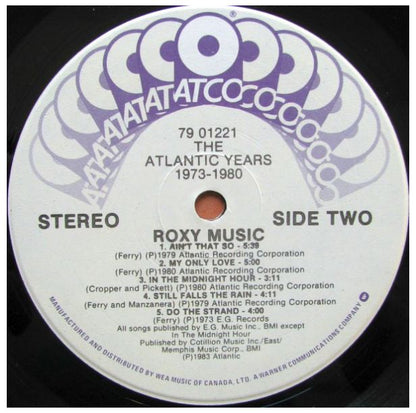 ATATATATATCOCOCOCOCO
79 01221
THE
ATLANTIC YEARS
1973-1980
STEREO
SIDE TWO
ROXY MUSIC
1. AIN'T THAT SO - 5:39
(Ferry) (P)1979 Atlantic Recording Corporation
2. MY ONLY LOVE - 5:00
(Ferry) (P)1980 Atlantic Recording Corporation
3. IN THE MIDNIGHT HOUR - 3:11
(Cropper and Pickett) (P)1980 Atlantic Recording Corporation
4. STILL FALLS THE RAIN - 4:11
(Ferry and Manzanera) (P)1979 Atlantic Recording Corporation
5. DO THE STRAND - 4:00
(Ferry) (P)1973 E.G. Records
All songs published by E.G. Music Inc., BMI except
In The Midnight Hour
Published by Cotillion Music Inc./East/
Memphis Music Corp., BMI
(P)1983 Atlantic
MANUFACTURED AND DISTRIBUTED BY WEA MUSIC OF CANADA, LTD. A WARNER COMMUNICATIONS COMPANY